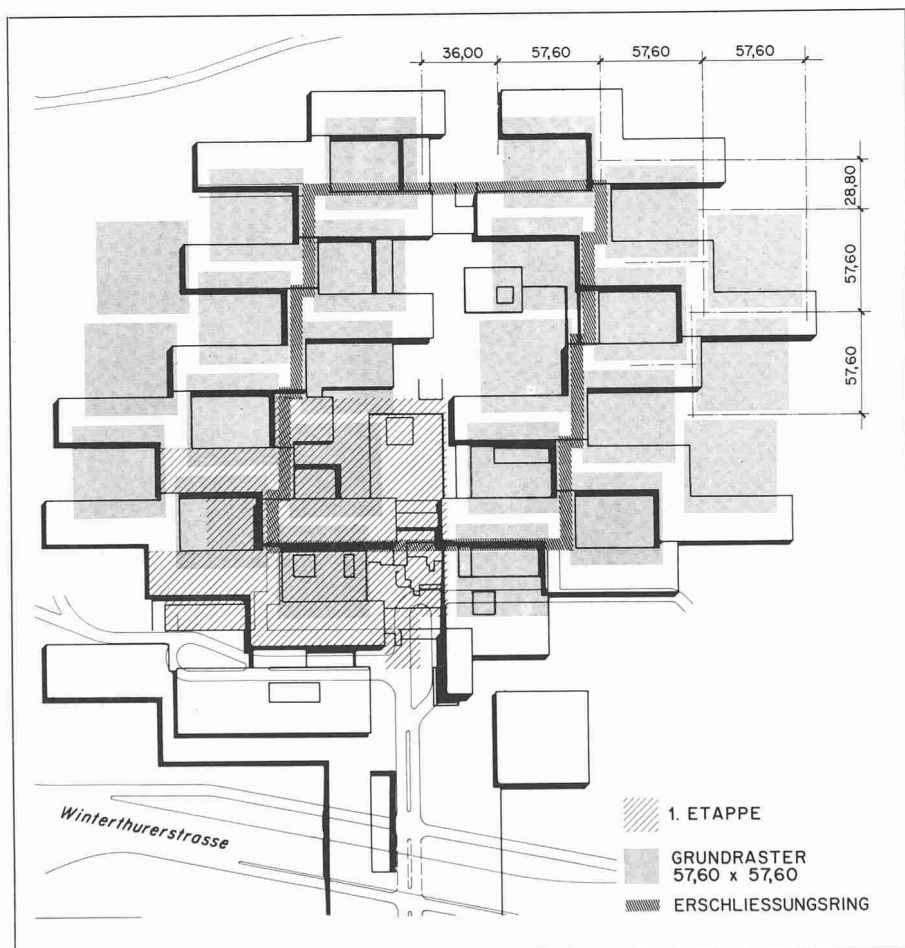 36,00 57,60 57,60 57,60
28,80
57,60
57,60
Winterthurerstrasse
1. ETAPPE
GRUNDRASTER
57,60 x 57,60
ERSCHLIESSUNGSRING